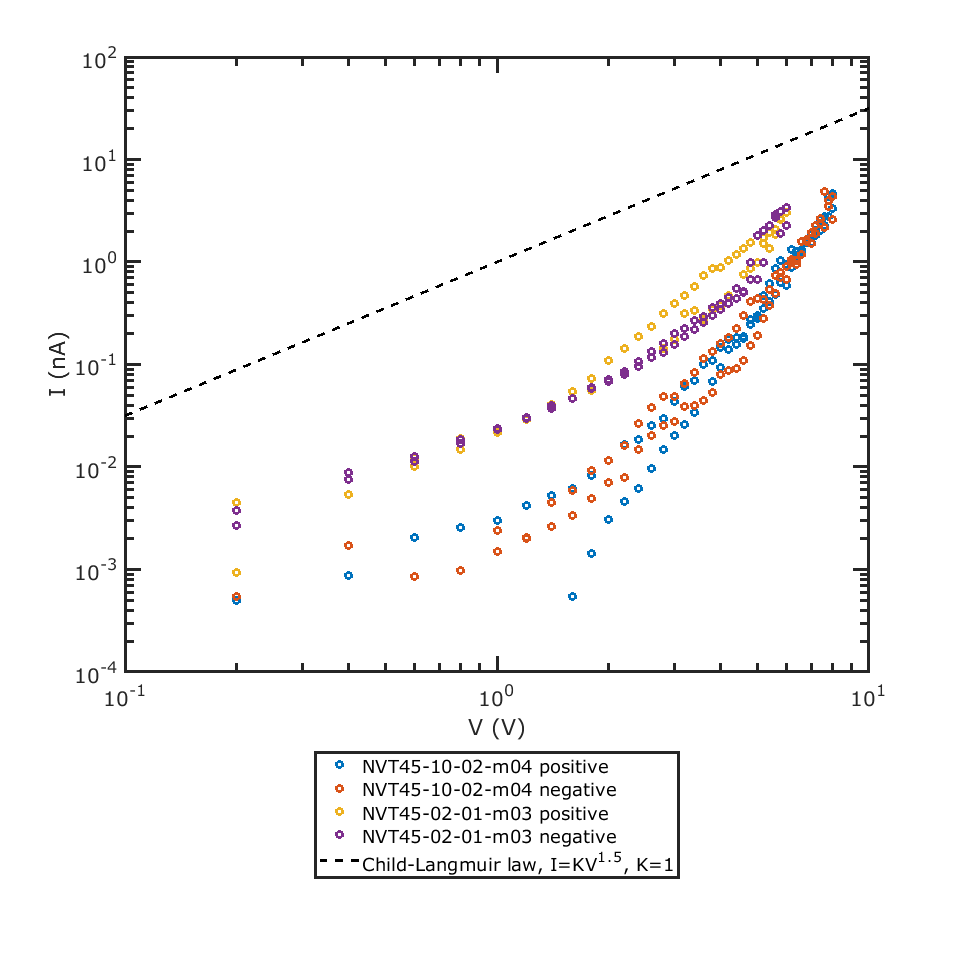 10^2
10^1
10^0
10^-1
10^-2
10^-3
10^-4
I (nA)
10^-1 10^0 10^1
V (V)
NVT45-10-02-m04 positive
NVT45-10-02-m04 negative
NVT45-02-01-m03 positive
NVT45-02-01-m03 negative
Child-Langmuir law, I=KV^1.5, K=1